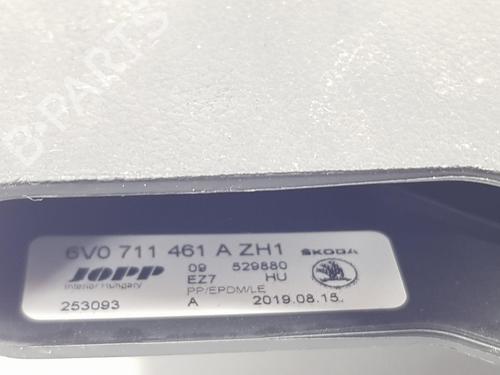 B-PARTS
6V0 711 461 A ZH1 ŠKODA
JOPP 09 529880
Interior Hungary EZ7 HU
PP/EPDM/LE
253093 A 2019.08.15.